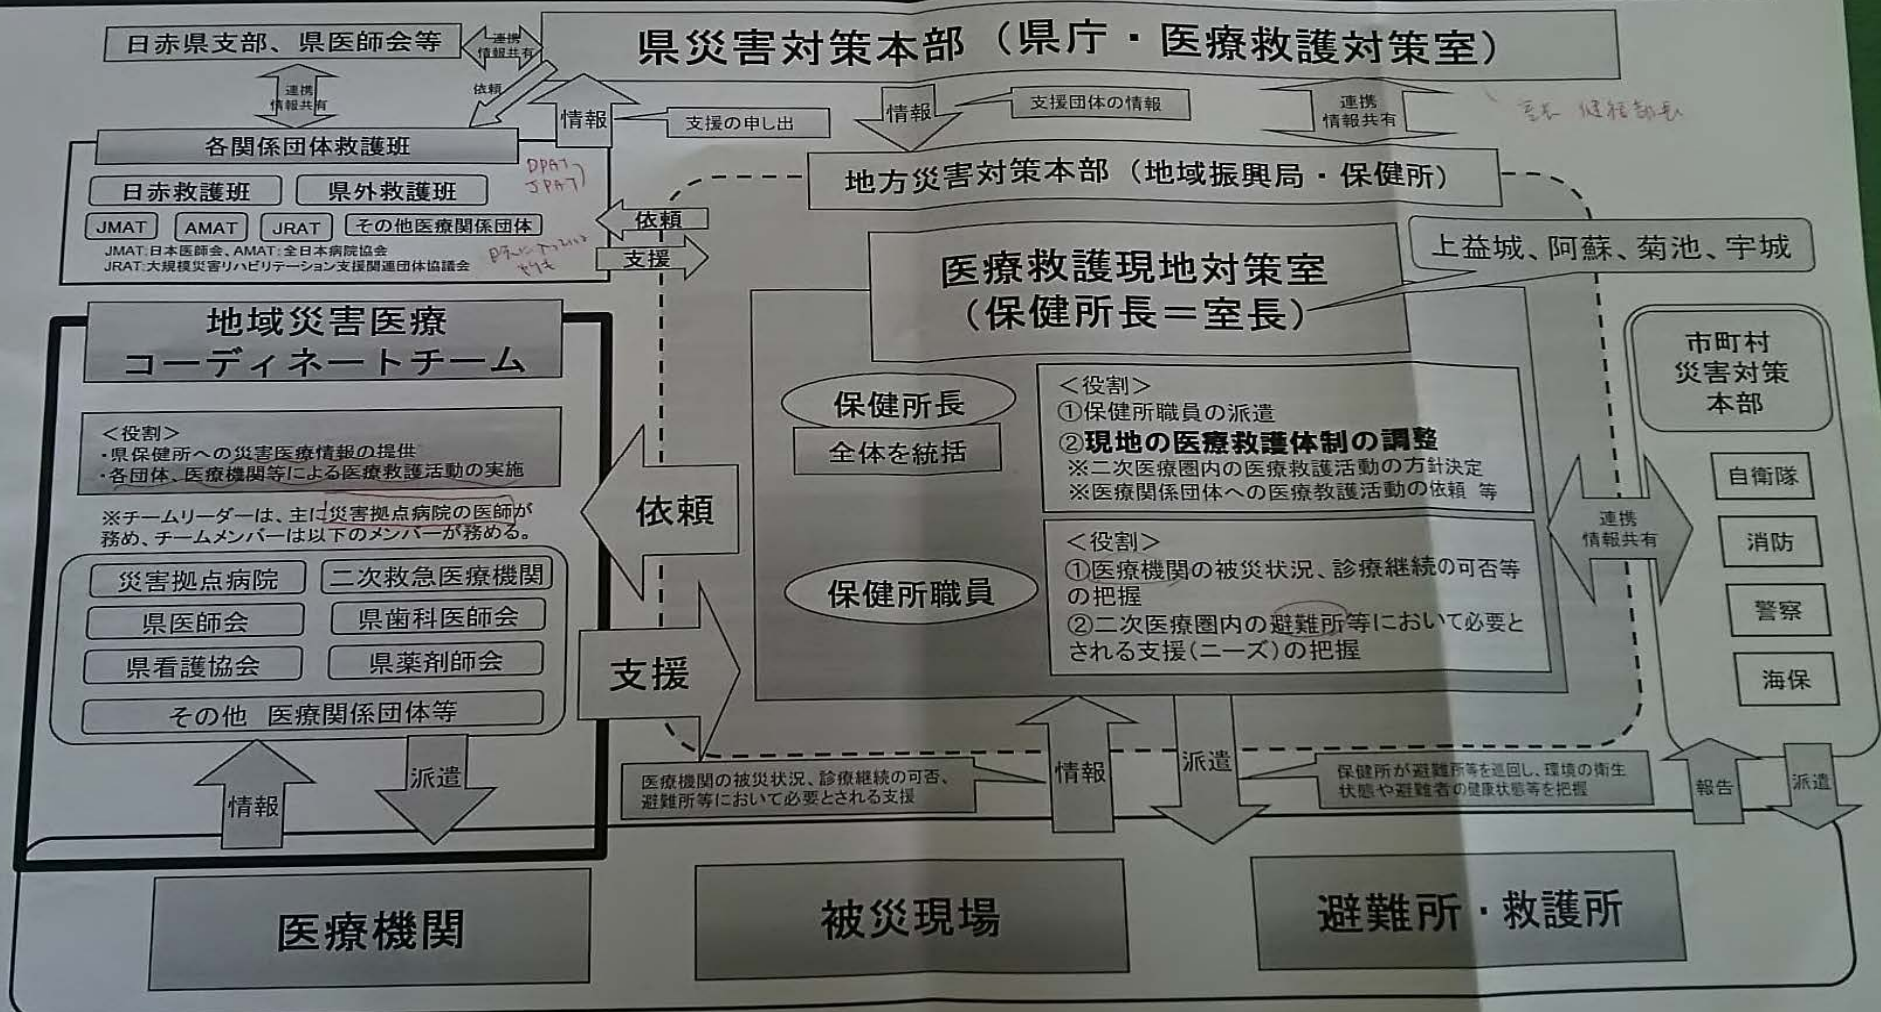 日赤県支部、県医師会等
連携
情報共有
県災害対策本部（県庁・医療救護対策室）
連携
情報共有
依頼
情報
支援の申し出
情報
支援団体の情報
連携
情報共有
各関係団体救護班
DPAT
JPAT
日赤救護班
県外救護班
JMAT
AMAT
JRAT
その他医療関係団体
JMAT:日本医師会、AMAT:全日本病院協会
JRAT:大規模災害リハビリテーション支援関連団体協議会
依頼
支援
地方災害対策本部（地域振興局・保健所）
医療救護現地対策室
（保健所長＝室長）
上益城、阿蘇、菊池、宇城
地域災害医療
コーディネートチーム
＜役割＞
・県保健所への災害医療情報の提供
・各団体、医療機関等による医療救護活動の実施
※チームリーダーは、主に災害拠点病院の医師が
務め、チームメンバーは以下のメンバーが務める。
災害拠点病院
二次救急医療機関
県医師会
県歯科医師会
県看護協会
県薬剤師会
その他 医療関係団体等
情報
派遣
依頼
支援
保健所長
全体を統括
＜役割＞
①保健所職員の派遣
②現地の医療救護体制の調整
※二次医療圏内の医療救護活動の方針決定
※医療関係団体への医療救護活動の依頼 等
保健所職員
＜役割＞
①医療機関の被災状況、診療継続の可否等
の把握
②二次医療圏内の避難所等において必要と
される支援（ニーズ）の把握
連携
情報共有
市町村
災害対策
本部
自衛隊
消防
警察
海保
医療機関の被災状況、診療継続の可否、
避難所等において必要とされる支援
情報
派遣
保健所が避難所等を巡回し、環境の衛生
状態や避難者の健康状態等を把握
報告
派遣
医療機関
被災現場
避難所・救護所